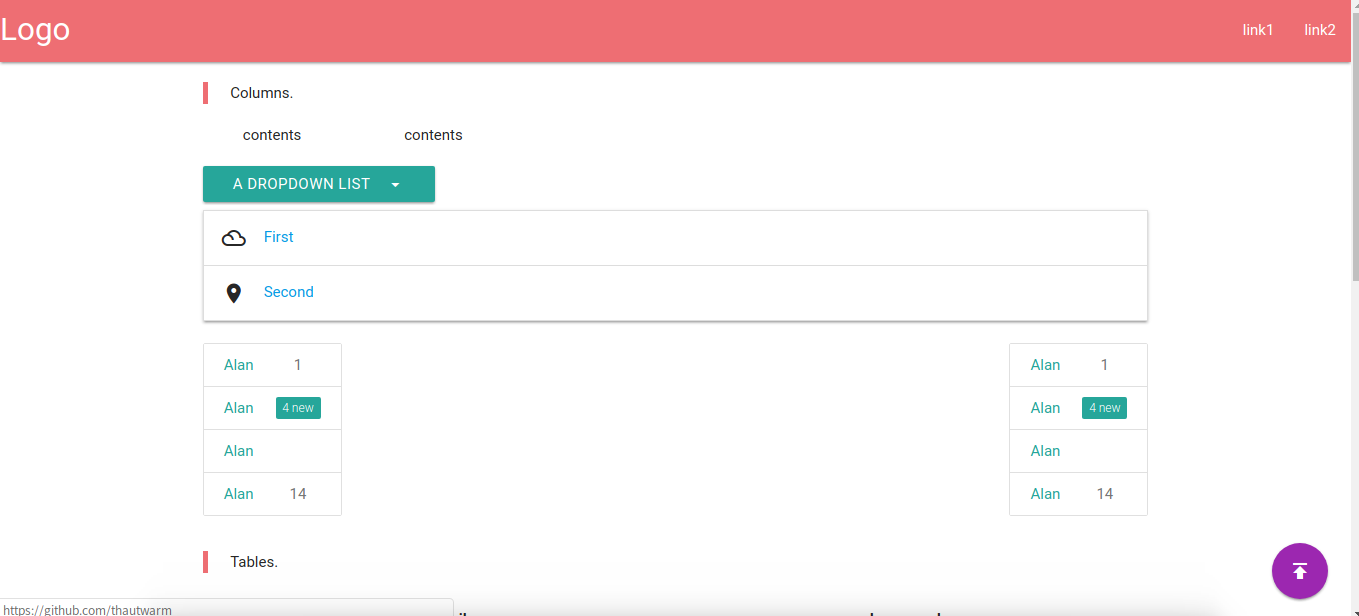 Logo link1 link2
Columns.
contents contents
A DROPDOWN LIST
First
Second
Alan 1 Alan 1
Alan 4 new Alan 4 new
Alan Alan
Alan 14 Alan 14
Tables.
https://github.com/thautwarm